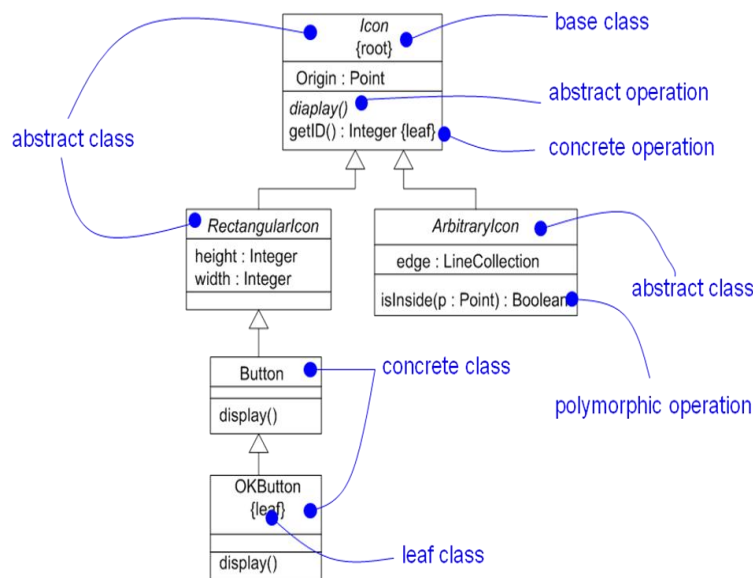 Icon
{root}
base class
Origin : Point
abstract operation
diaplay()
getID() : Integer {leaf}
abstract class
concrete operation
RectangularIcon
ArbitraryIcon
height : Integer
width : Integer
edge : LineCollection
abstract class
isInside(p : Point) : Boolean
Button
concrete class
display()
polymorphic operation
OKButton
{leaf}
leaf class
display()